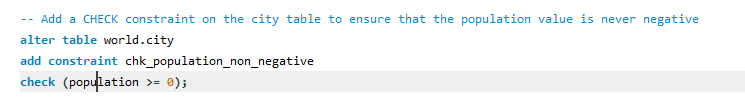 -- Add a CHECK constraint on the city table to ensure that the population value is never negative
alter table world.city
add constraint chk_population_non_negative
check (population >= 0);